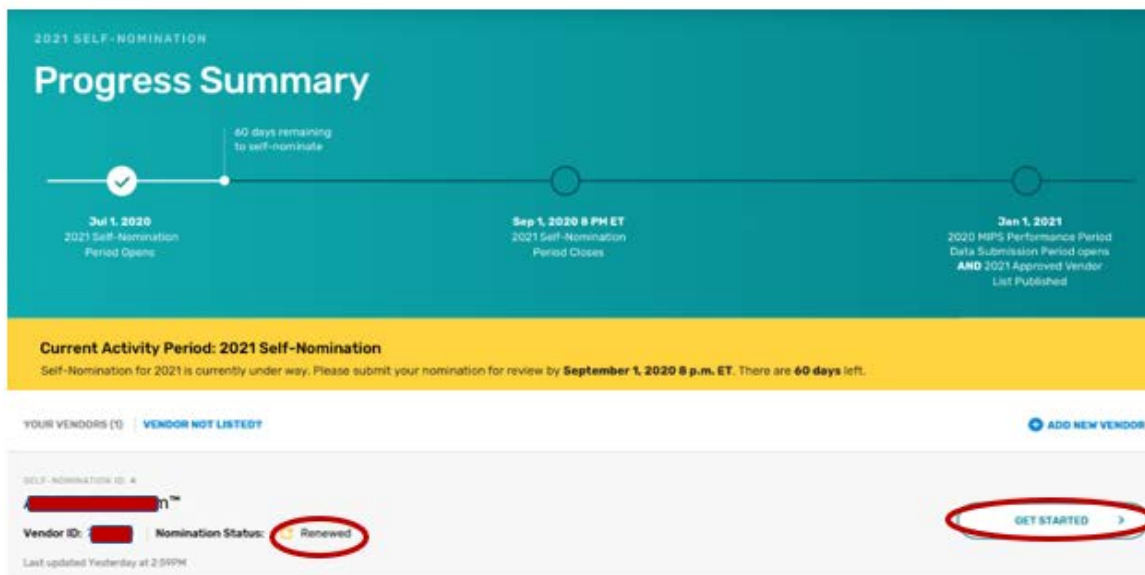 2021 SELF-NOMINATION
Progress Summary
60 days remaining
to self-nominate
Jul 1, 2020
2021 Self-Nomination
Period Opens
Sep 1, 2020 8 PM ET
2021 Self-Nomination
Period Closes
Jan 1, 2021
2020 MIPS Performance Period
Data Submission Period opens
AND 2021 Approved Vendor
List Published
Current Activity Period: 2021 Self-Nomination
Self-Nomination for 2021 is currently under way. Please submit your nomination for review by September 1, 2020 8 p.m. ET. There are 60 days left.
YOUR VENDORS (1) VENDOR NOT LISTED?
ADD NEW VENDOR
SELF-NOMINATION ID:
Vendor ID: Nomination Status: Renewed
GET STARTED >
Last updated Yesterday at 2:59PM